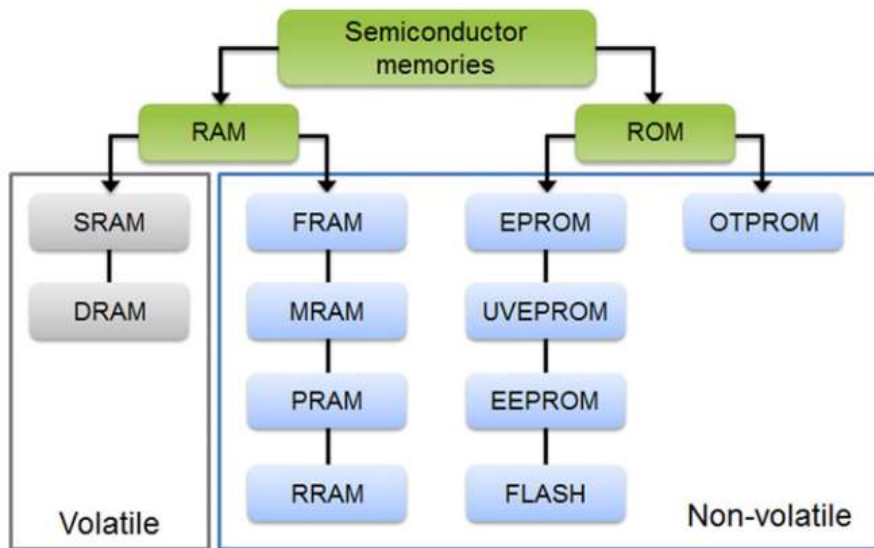 Semiconductor
memories
RAM
ROM
SRAM
FRAM
EPROM
OTPROM
DRAM
MRAM
UVEPROM
PRAM
EEPROM
RRAM
FLASH
Volatile
Non-volatile